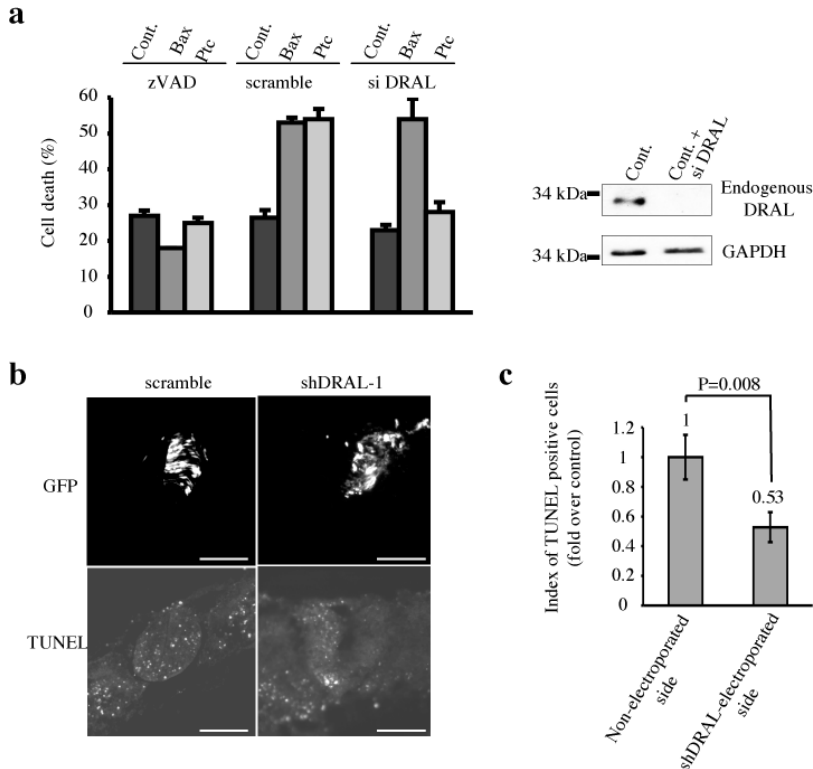 a
Cont. Bax Ptc Cont. Bax Ptc Cont. Bax Ptc
zVAD scramble si DRAL
Cell death (%)
60
50
40
30
20
10
0
Cont. Cont. + si DRAL
34 kDa
Endogenous
DRAL
34 kDa
GAPDH
b
scramble shDRAL-1
GFP
TUNEL
c
P=0.008
Index of TUNEL positive cells
(fold over control)
1.2
1
0.8
0.6
0.4
0.2
0
1
0.53
Non-electroporated
side
shDRAL-electroporated
side